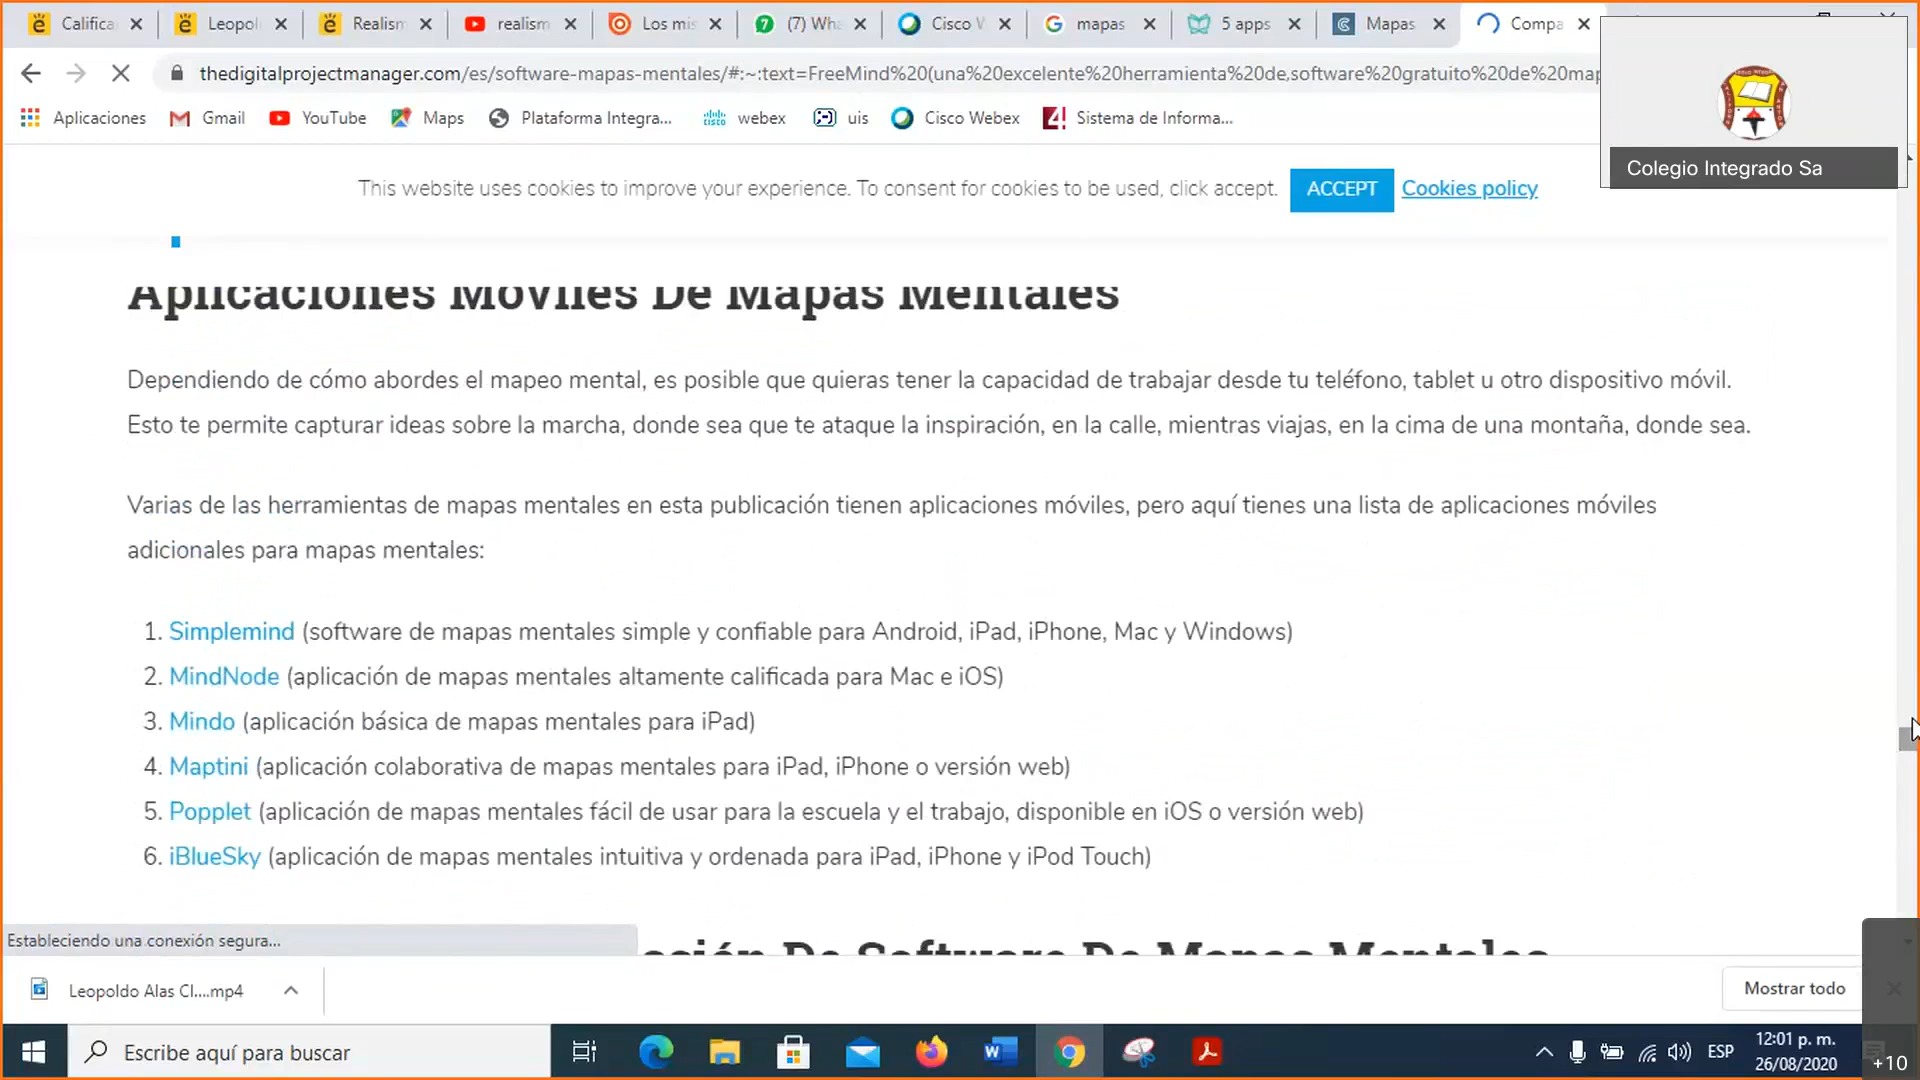 Califica
Leopol
Realism
realism
Los mi
(7) Wha
Cisco W
mapas
5 apps
Mapas
Compa
thedigitalprojectmanager.com/es/software-mapas-mentales/#:~:text=FreeMind%20(una%20excelente%20herramienta%20de,software%20gratuito%20de%20map
Aplicaciones
Gmail
YouTube
Maps
Plataforma Integra...
webex
uis
Cisco Webex
Sistema de Informa...
Colegio Integrado Sa
This website uses cookies to improve your experience. To consent for cookies to be used, click accept.
ACCEPT
Cookies policy
Aplicaciones Móviles De Mapas Mentales
Dependiendo de cómo abordes el mapeo mental, es posible que quieras tener la capacidad de trabajar desde tu teléfono, tablet u otro dispositivo móvil.
Esto te permite capturar ideas sobre la marcha, donde sea que te ataque la inspiración, en la calle, mientras viajas, en la cima de una montaña, donde sea.
Varias de las herramientas de mapas mentales en esta publicación tienen aplicaciones móviles, pero aquí tienes una lista de aplicaciones móviles
adicionales para mapas mentales:
1. Simplemind (software de mapas mentales simple y confiable para Android, iPad, iPhone, Mac y Windows)
2. MindNode (aplicación de mapas mentales altamente calificada para Mac e iOS)
3. Mindo (aplicación básica de mapas mentales para iPad)
4. Maptini (aplicación colaborativa de mapas mentales para iPad, iPhone o versión web)
5. Popplet (aplicación de mapas mentales fácil de usar para la escuela y el trabajo, disponible en iOS o versión web)
6. iBlueSky (aplicación de mapas mentales intuitiva y ordenada para iPad, iPhone y iPod Touch)
De Software De Mapas Mentales
Estableciendo una conexión segura...
Leopoldo Alas Cl....mp4
Mostrar todo
Escribe aquí para buscar
ESP
12:01 p. m.
26/08/2020
+10